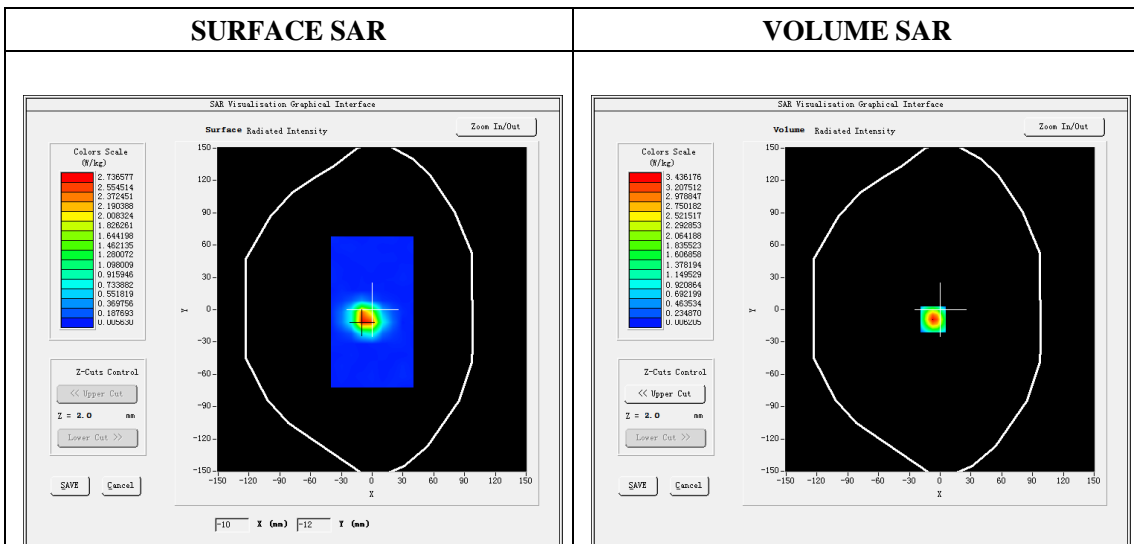 SURFACE SAR
VOLUME SAR
SAR Visualisation Graphical Interface
Surface Radiated Intensity
Zoom In/Out
Colors Scale
(W/kg)
2.736577
2.554514
2.372451
2.190388
2.008324
1.826261
1.644198
1.462135
1.280072
1.098009
0.915946
0.733882
0.551819
0.369756
0.187693
0.005630
Z-Cuts Control
<< Upper Cut
Z = 2.0 mm
Lower Cut >>
SAVE Cancel
150
120
90
60
30
0
-30
-60
-90
-120
-150
Y
-150 -120 -90 -60 -30 0 30 60 90 120 150
X
-10 X (mm) -12 Y (mm)
SAR Visualisation Graphical Interface
Volume Radiated Intensity
Zoom In/Out
Colors Scale
(W/kg)
3.436176
3.207512
2.978847
2.750182
2.521517
2.292853
2.064188
1.835523
1.606858
1.378194
1.149529
0.920864
0.692199
0.463534
0.234870
0.006205
Z-Cuts Control
<< Upper Cut
Z = 2.0 mm
Lower Cut >>
SAVE Cancel
150
120
90
60
30
0
-30
-60
-90
-120
-150
Y
-150 -120 -90 -60 -30 0 30 60 90 120 150
X